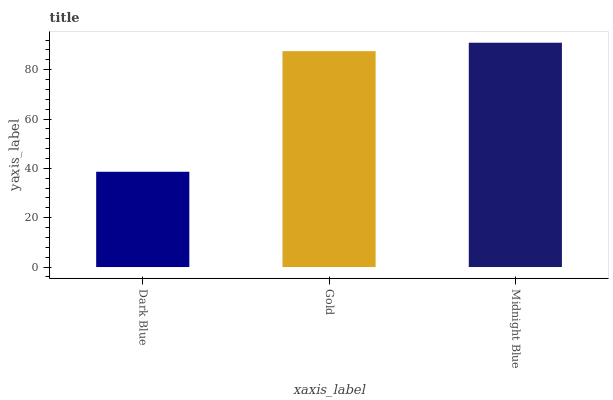 title
yaxis_label
80
60
40
20
0
Dark Blue
Gold
Midnight Blue
xaxis_label